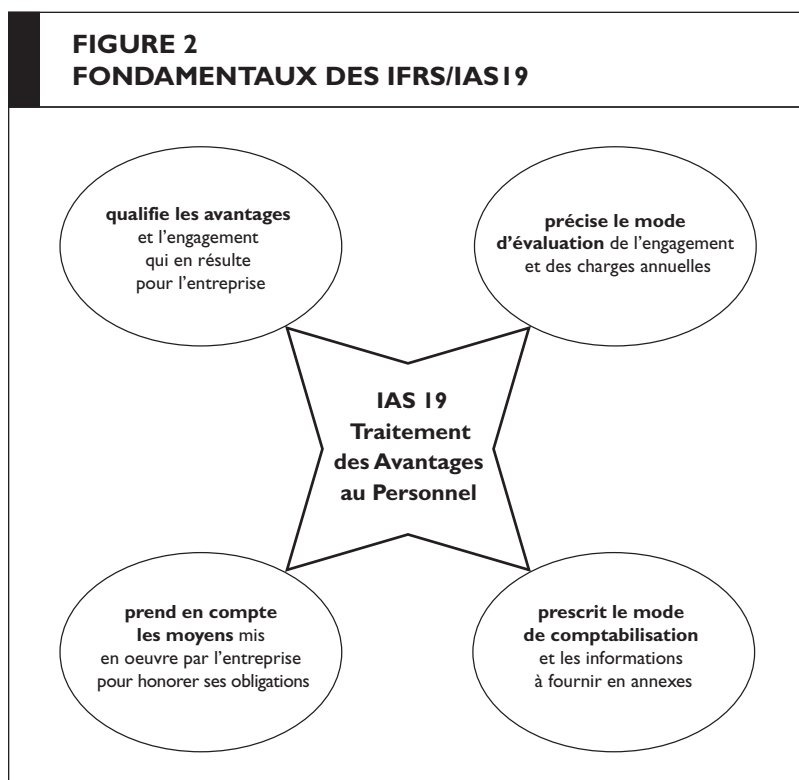 FIGURE 2
FONDAMENTAUX DES IFRS/IAS19
qualifie les avantages
et l'engagement
qui en résulte
pour l'entreprise
précise le mode
d'évaluation de l'engagement
et des charges annuelles
IAS 19
Traitement
des Avantages
au Personnel
prend en compte
les moyens mis
en oeuvre par l'entreprise
pour honorer ses obligations
prescrit le mode
de comptabilisation
et les informations
à fournir en annexes